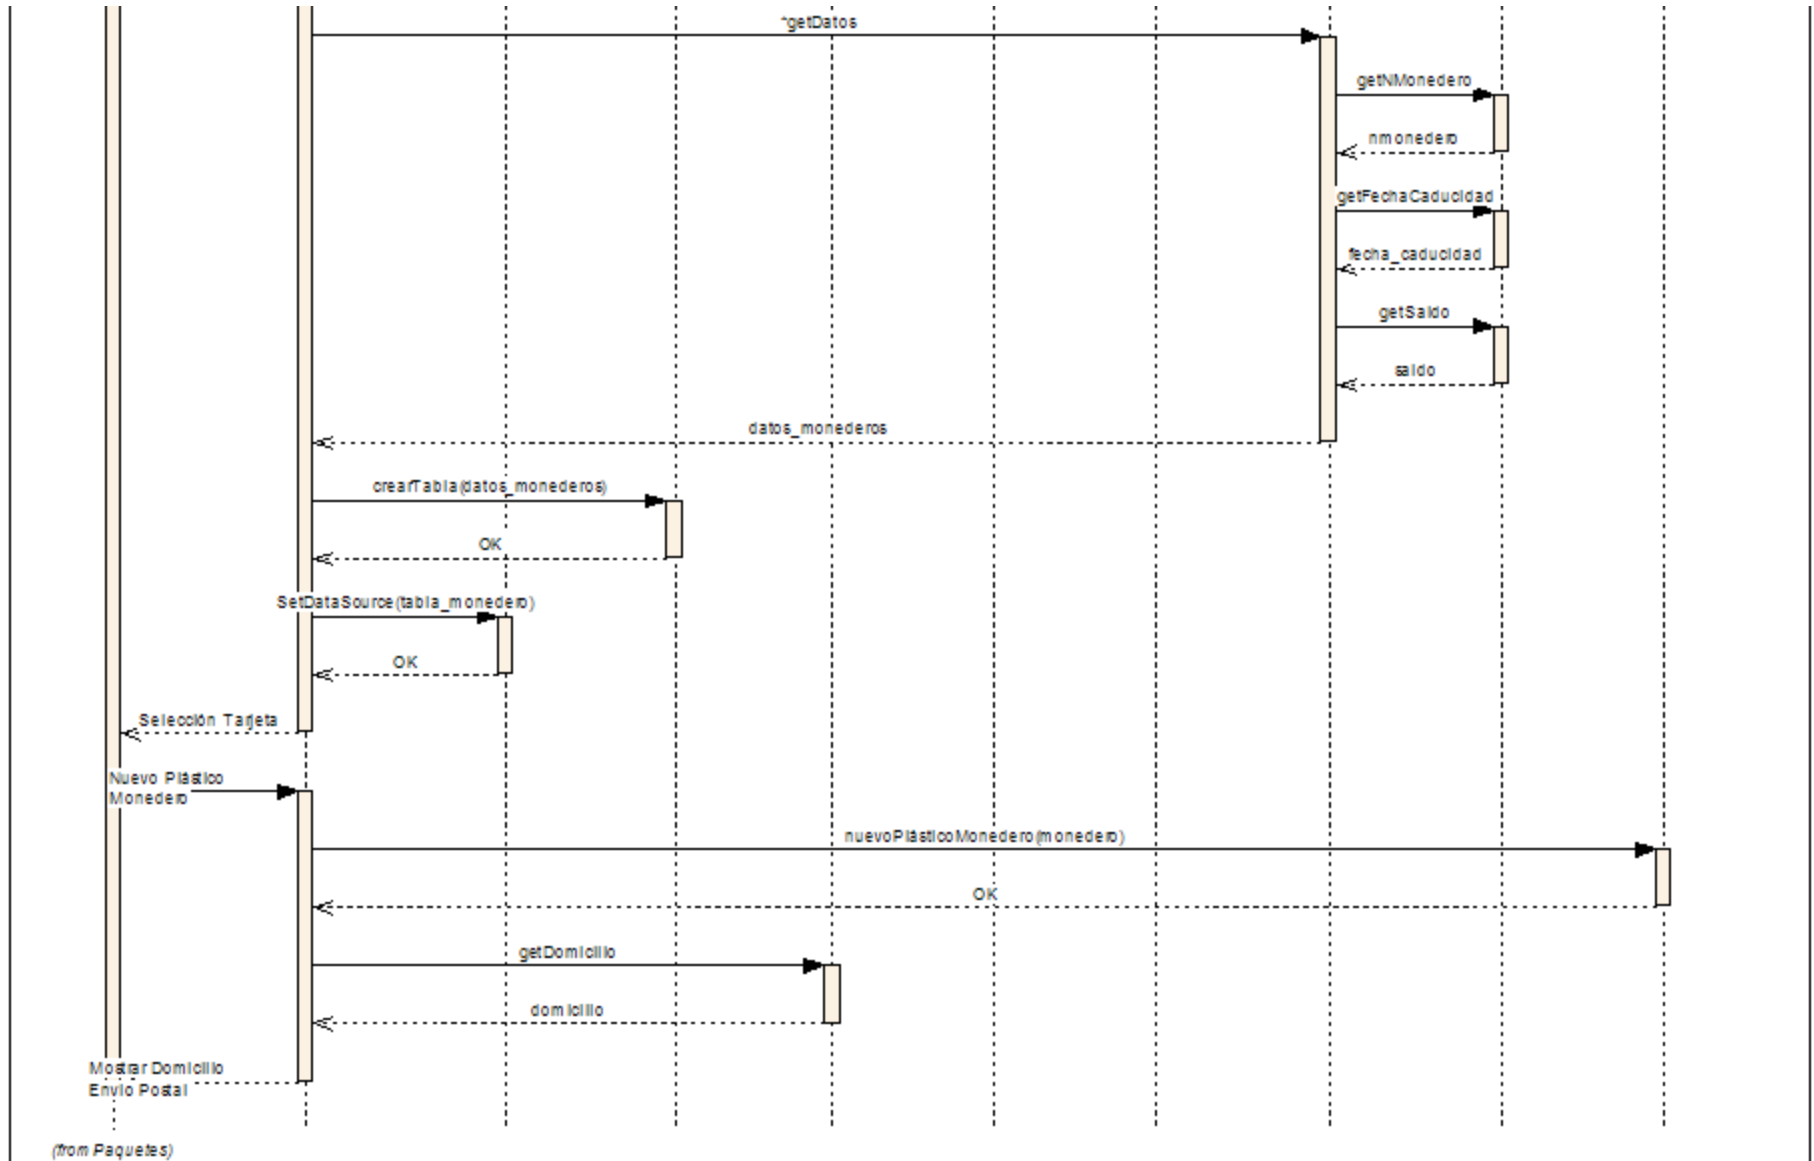 *getDatos
getNMonedero
nmonedero
getFechaCaducidad
fecha_caducidad
getSaldo
saldo
datos_monederos
crearTabla(datos_monederos)
OK
SetDataSource(tabla_monedero)
OK
Selección Tarjeta
Nuevo Plástico
Monedero
nuevoPlásticoMonedero(monedero)
OK
getDomicilio
domicilio
Mostrar Domicilio
Envío Postal
(from Paquetes)